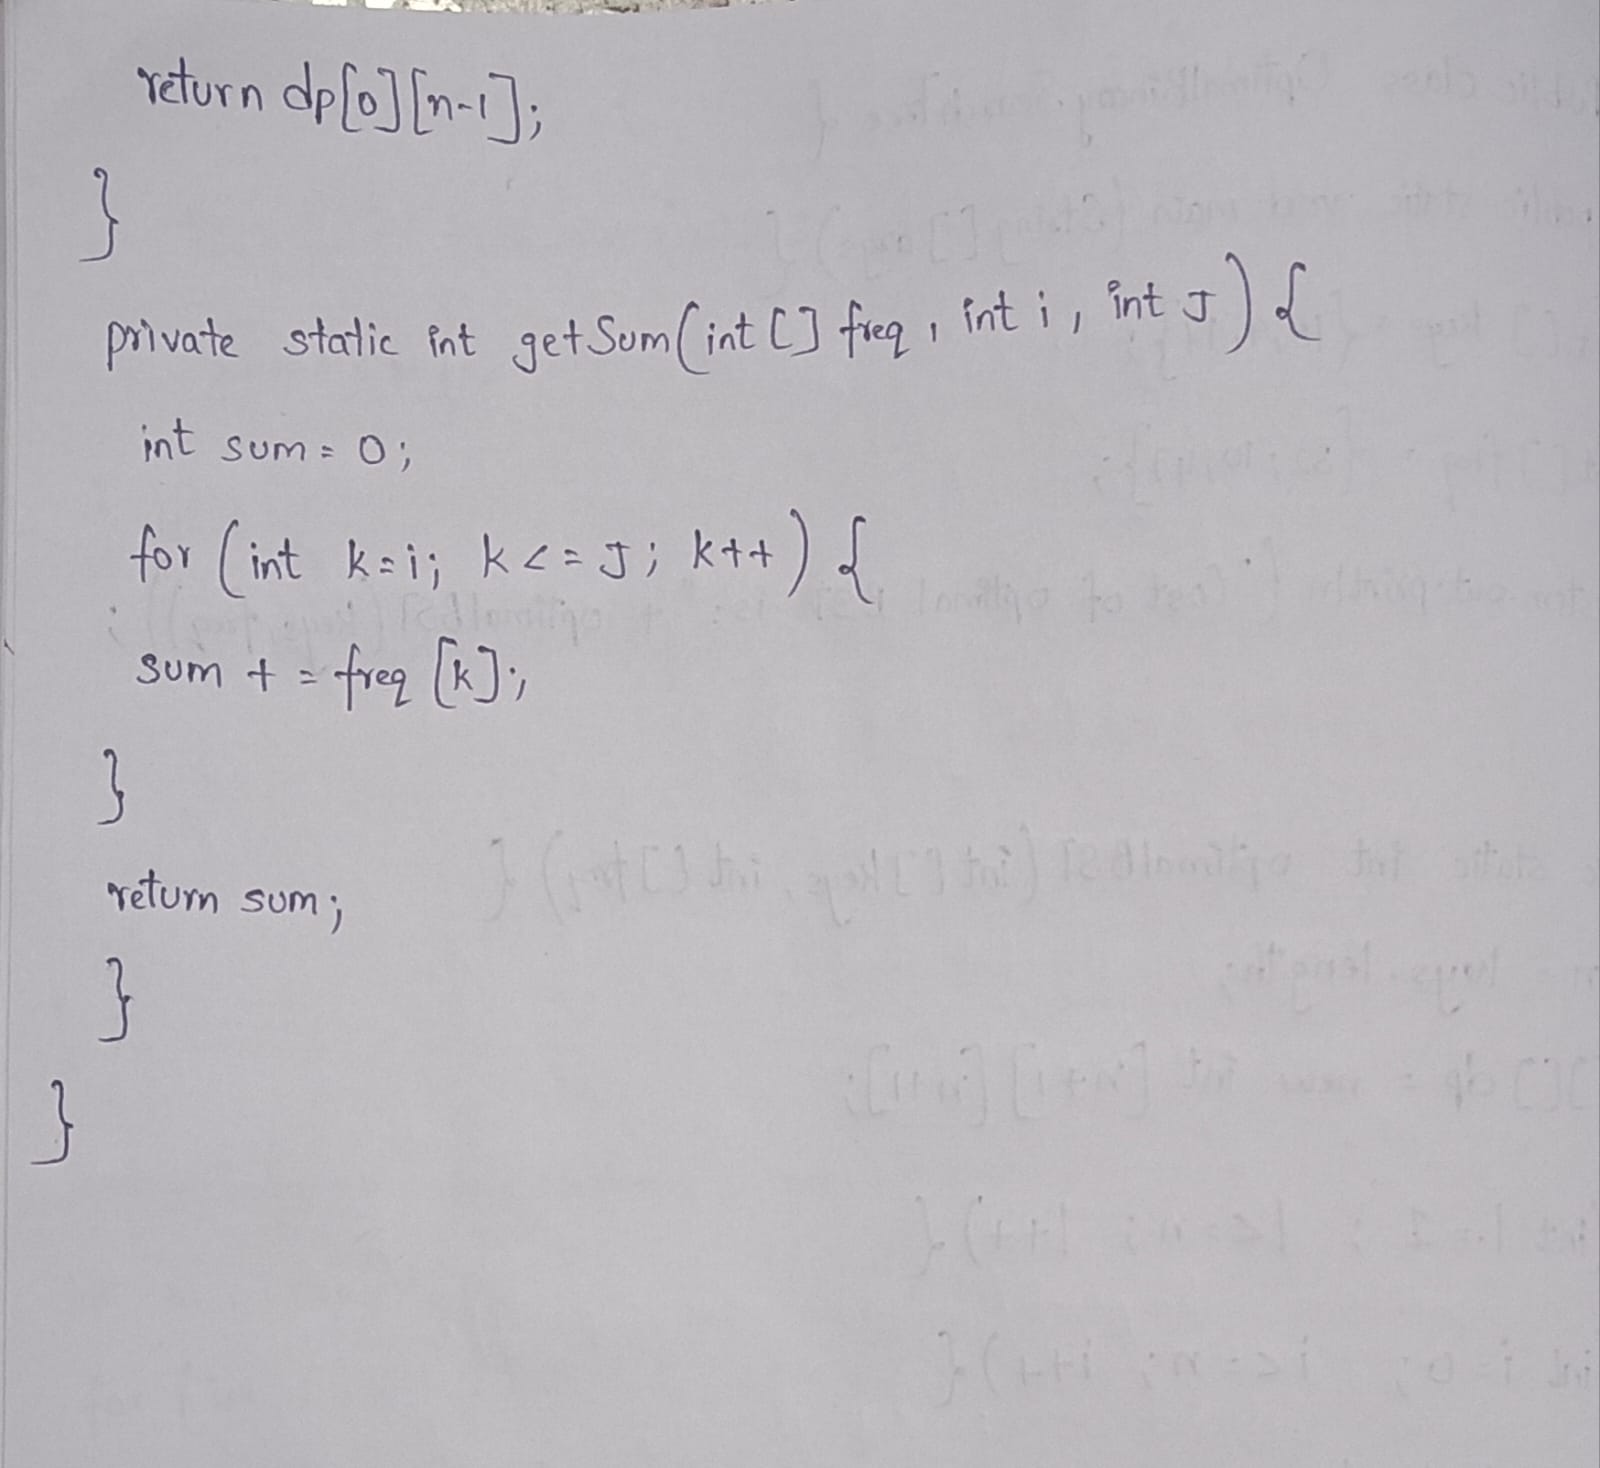 return dp[0][n-1];
}
private static int getSum(int[] freq, int i, int J) {
int sum = 0;
for (int k=i; k<=J; k++) {
sum += freq [k];
}
return sum;
}
}